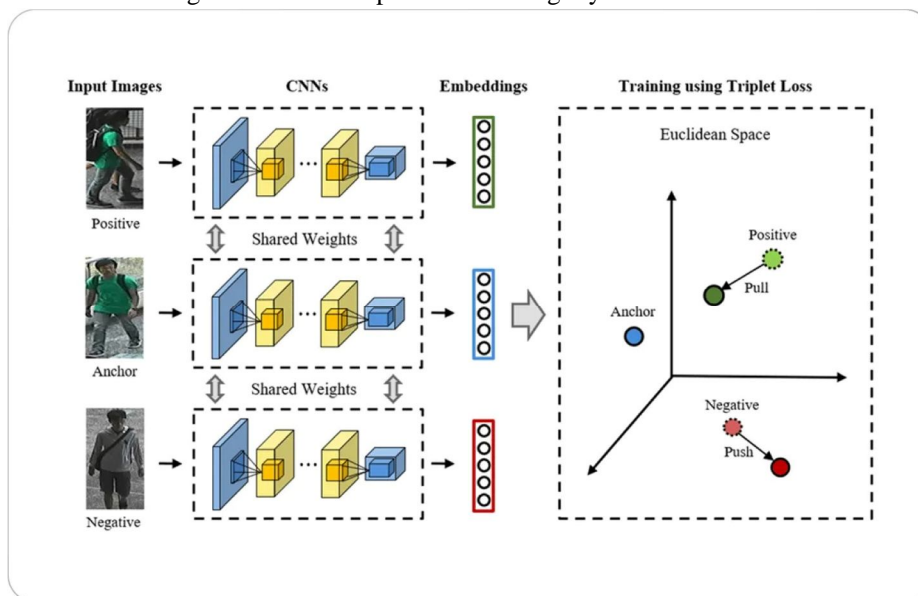 Input Images
CNNs
Embeddings
Training using Triplet Loss
Euclidean Space
Positive
Shared Weights
Anchor
Shared Weights
Negative
Positive
Pull
Anchor
Negative
Push